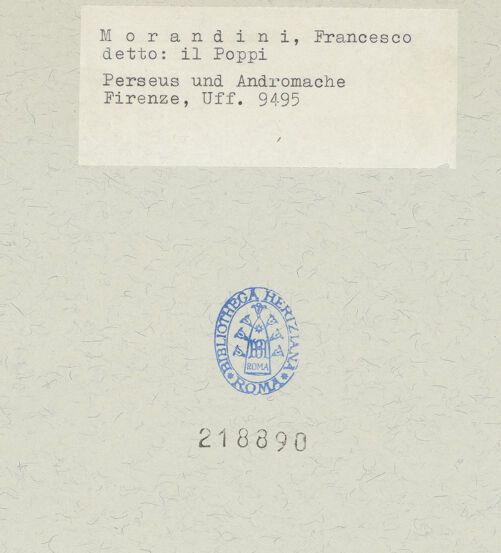 M o r a n d i n i, Francesco
detto: il Poppi
Perseus und Andromache
Firenze, Uff. 9495
BIBLIOTHECA HERTZIANA
ROMA
ROMA
218890